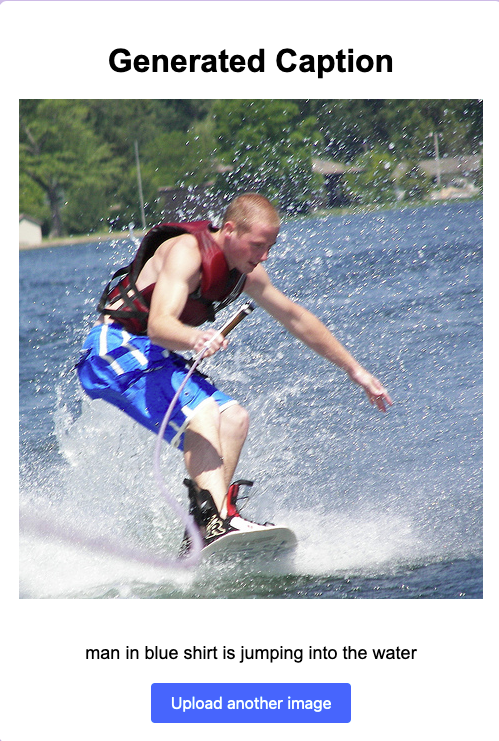 Generated Caption
man in blue shirt is jumping into the water
Upload another image